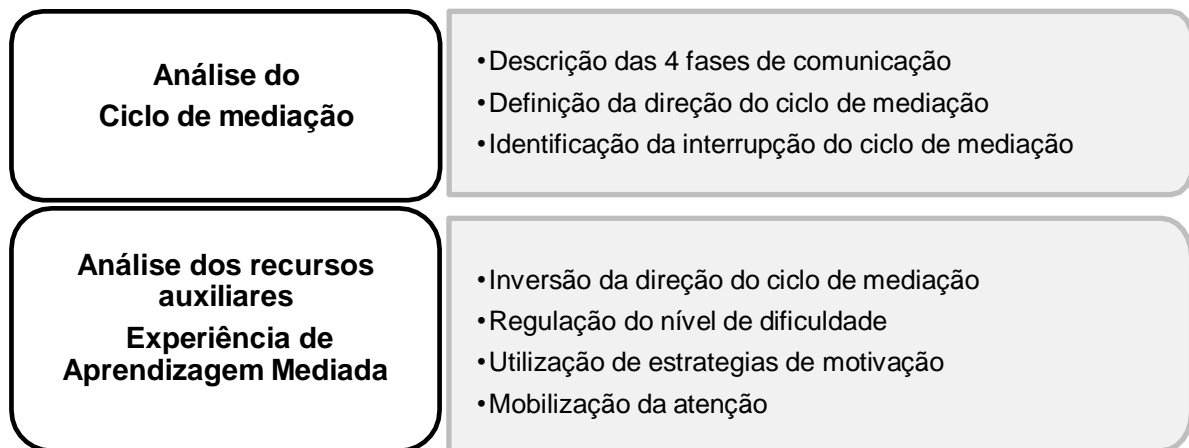 Análise do
Ciclo de mediação
•Descrição das 4 fases de comunicação
•Definição da direção do ciclo de mediação
•Identificação da interrupção do ciclo de mediação
Análise dos recursos
auxiliares
Experiência de
Aprendizagem Mediada
•Inversão da direção do ciclo de mediação
•Regulação do nível de dificuldade
•Utilização de estrategias de motivação
•Mobilização da atenção